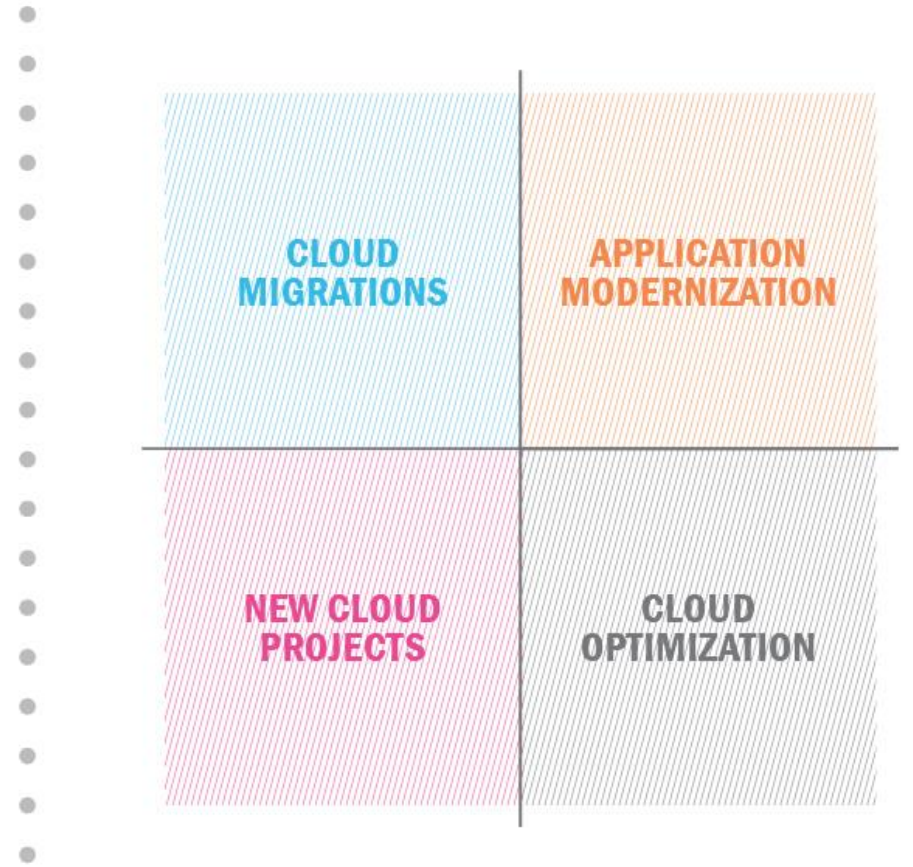 CLOUD
MIGRATIONS
APPLICATION
MODERNIZATION
NEW CLOUD
PROJECTS
CLOUD
OPTIMIZATION